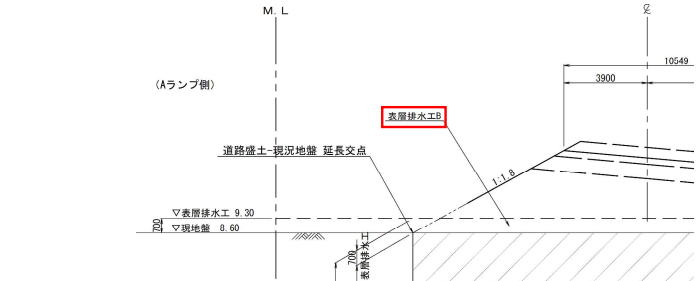 M.L
℄
10549
3900
(Aランプ側)
表層排水工B
道路盛土-現況地盤 延長交点
1:1.8
▽表層排水工 9.30
700
▽現地盤 8.60
700
表層排水工